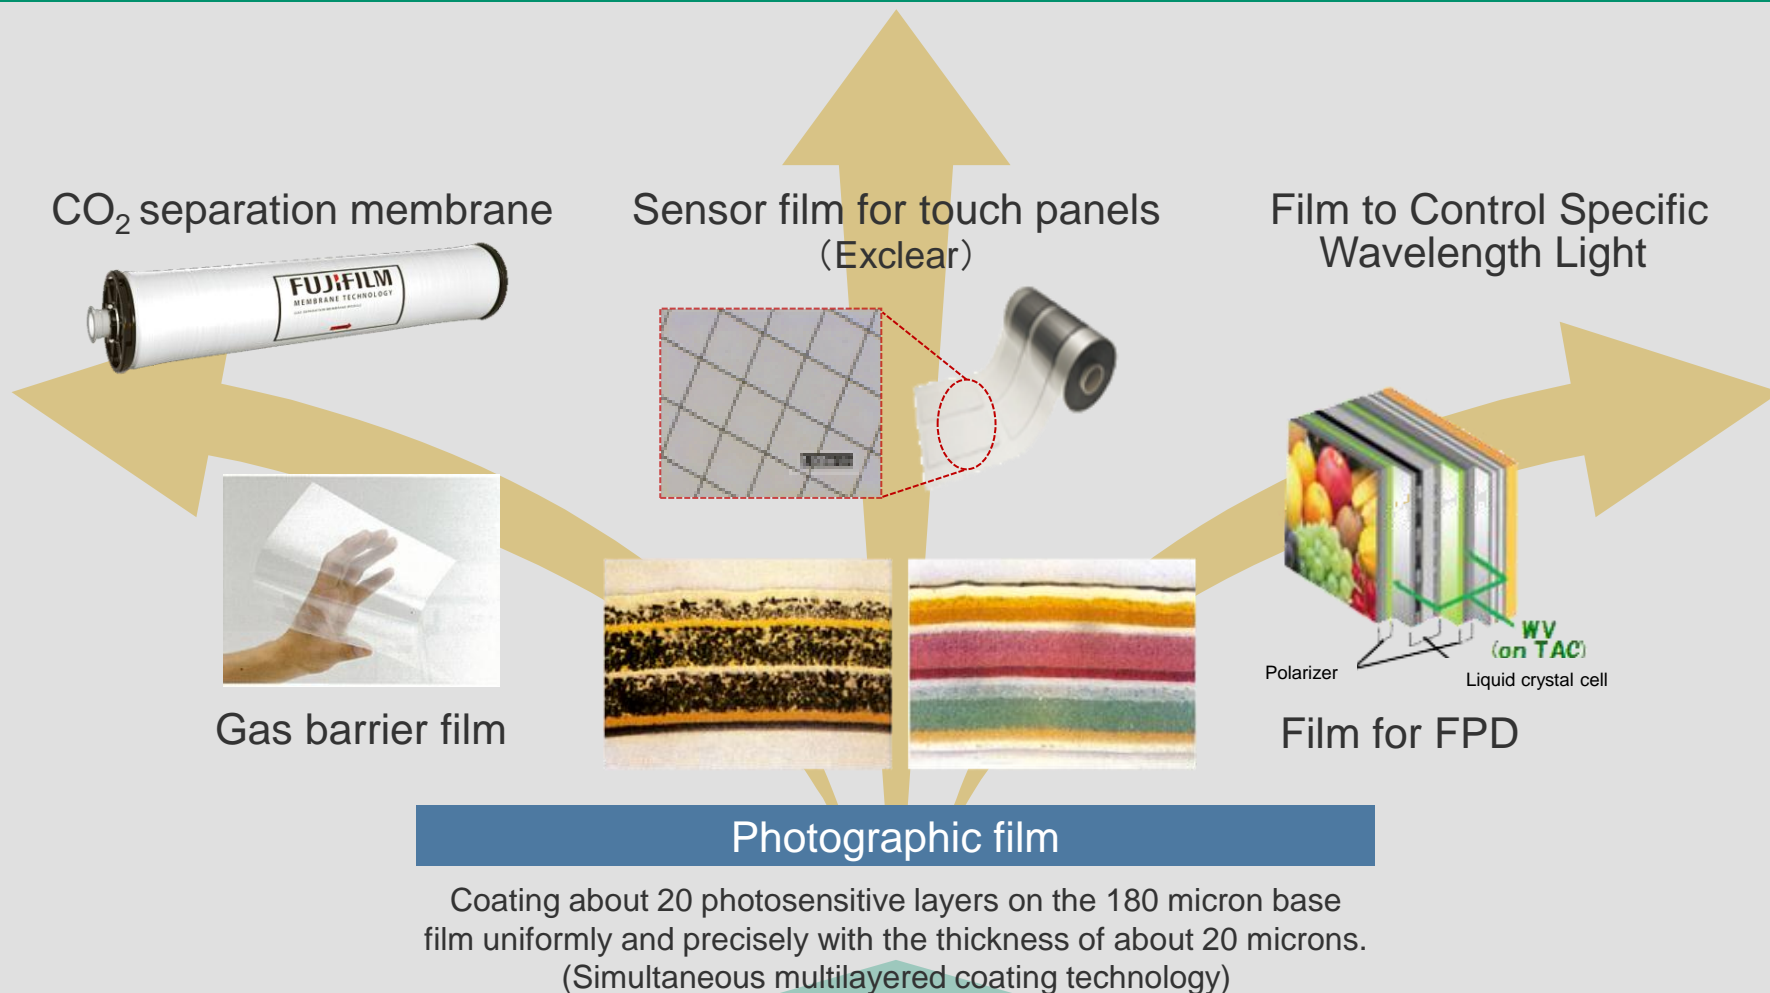 CO₂ separation membrane
Sensor film for touch panels
（Exclear）
Film to Control Specific
Wavelength Light
FUJIFILM
MEMBRANE TECHNOLOGY
WV
(on TAC)
Polarizer
Liquid crystal cell
Gas barrier film
Film for FPD
Photographic film
Coating about 20 photosensitive layers on the 180 micron base
film uniformly and precisely with the thickness of about 20 microns.
(Simultaneous multilayered coating technology)